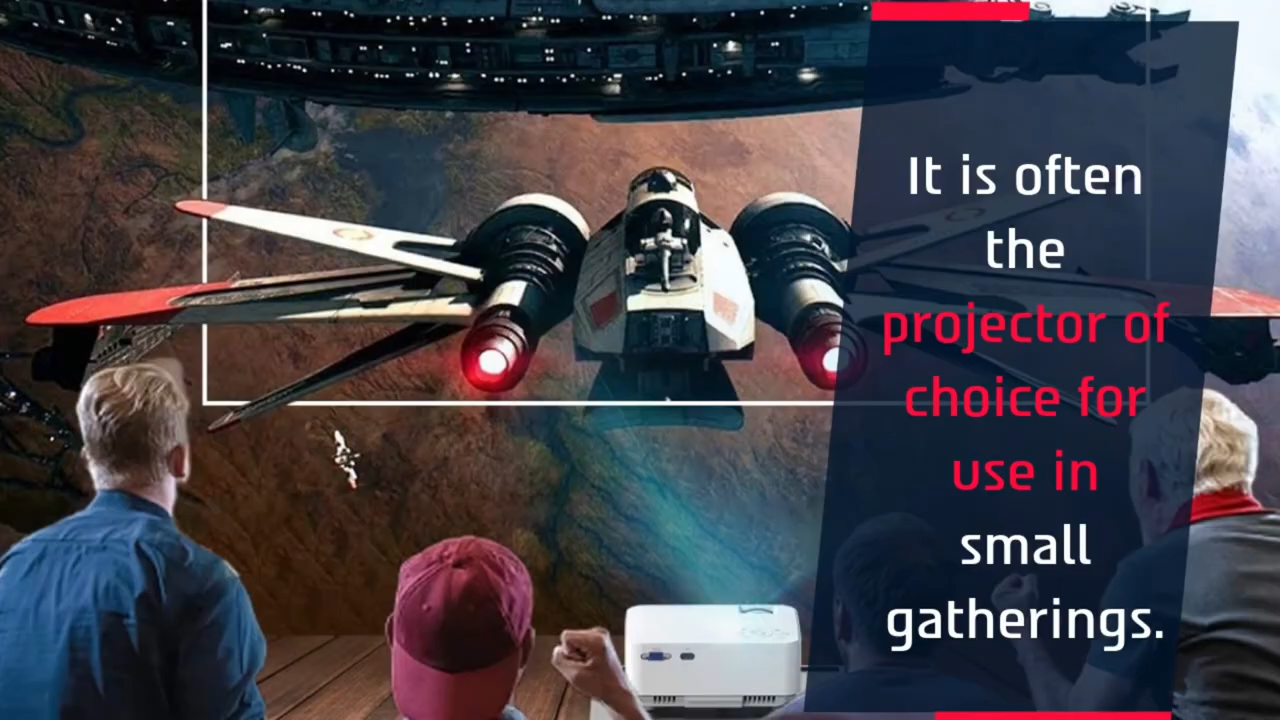 It is often
the
projector of
choice for
use in
small
gatherings.